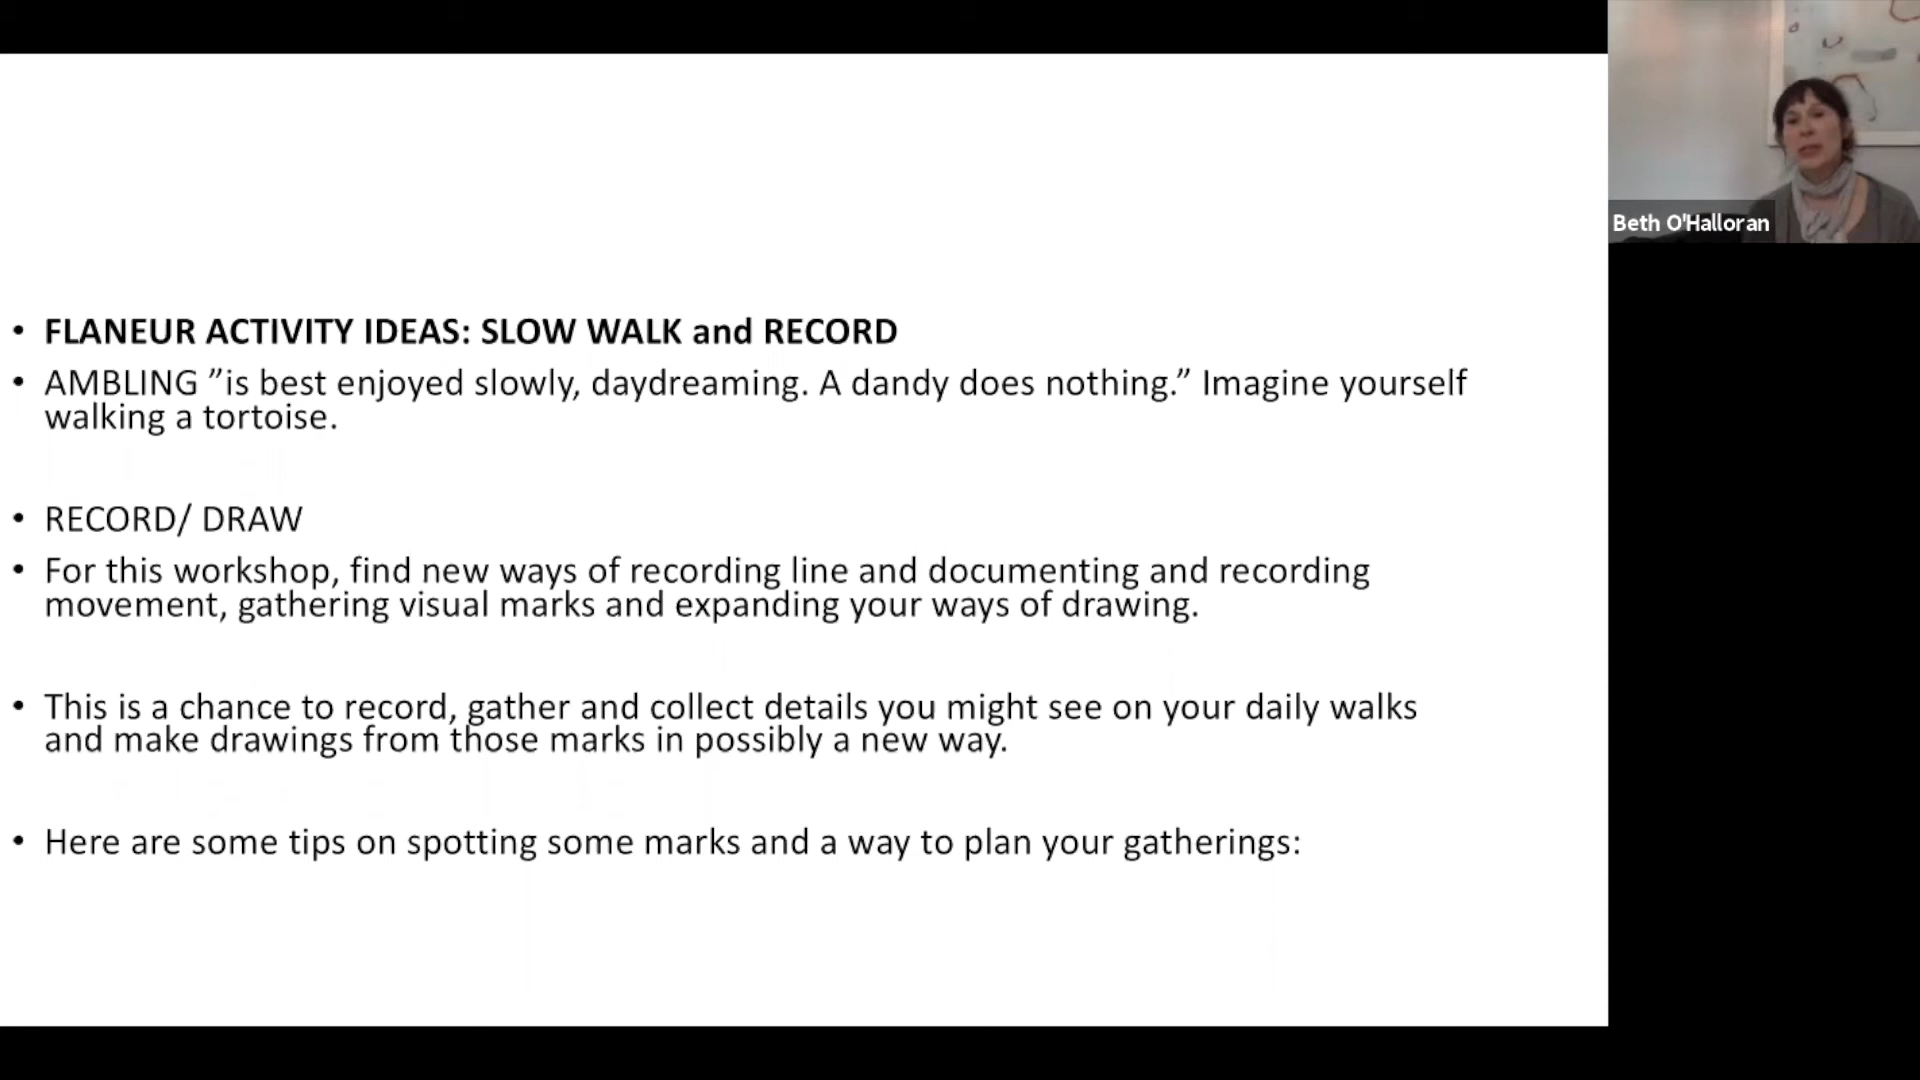 • FLANEUR ACTIVITY IDEAS: SLOW WALK and RECORD
• AMBLING ”is best enjoyed slowly, daydreaming. A dandy does nothing.” Imagine yourself
walking a tortoise.
• RECORD/ DRAW
• For this workshop, find new ways of recording line and documenting and recording
movement, gathering visual marks and expanding your ways of drawing.
• This is a chance to record, gather and collect details you might see on your daily walks
and make drawings from those marks in possibly a new way.
• Here are some tips on spotting some marks and a way to plan your gatherings:
Beth O'Halloran